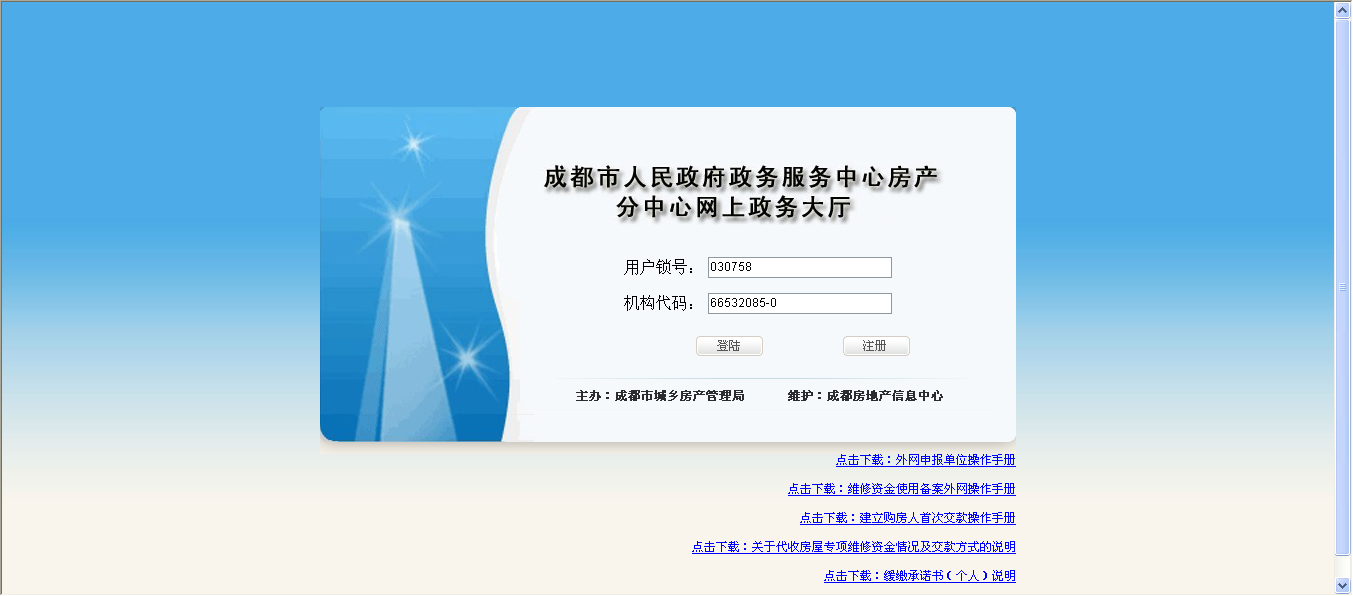 成都市人民政府政务服务中心房产
分中心网上政务大厅
用户锁号： 030758
机构代码： 66532085-0
登陆 注册
主办：成都市城乡房产管理局 维护：成都房地产信息中心
点击下载：外网申报单位操作手册
点击下载：维修资金使用备案外网操作手册
点击下载：建立购房人首次交款操作手册
点击下载：关于代收房屋专项维修资金情况及交款方式的说明
点击下载：缓缴承诺书（个人）说明